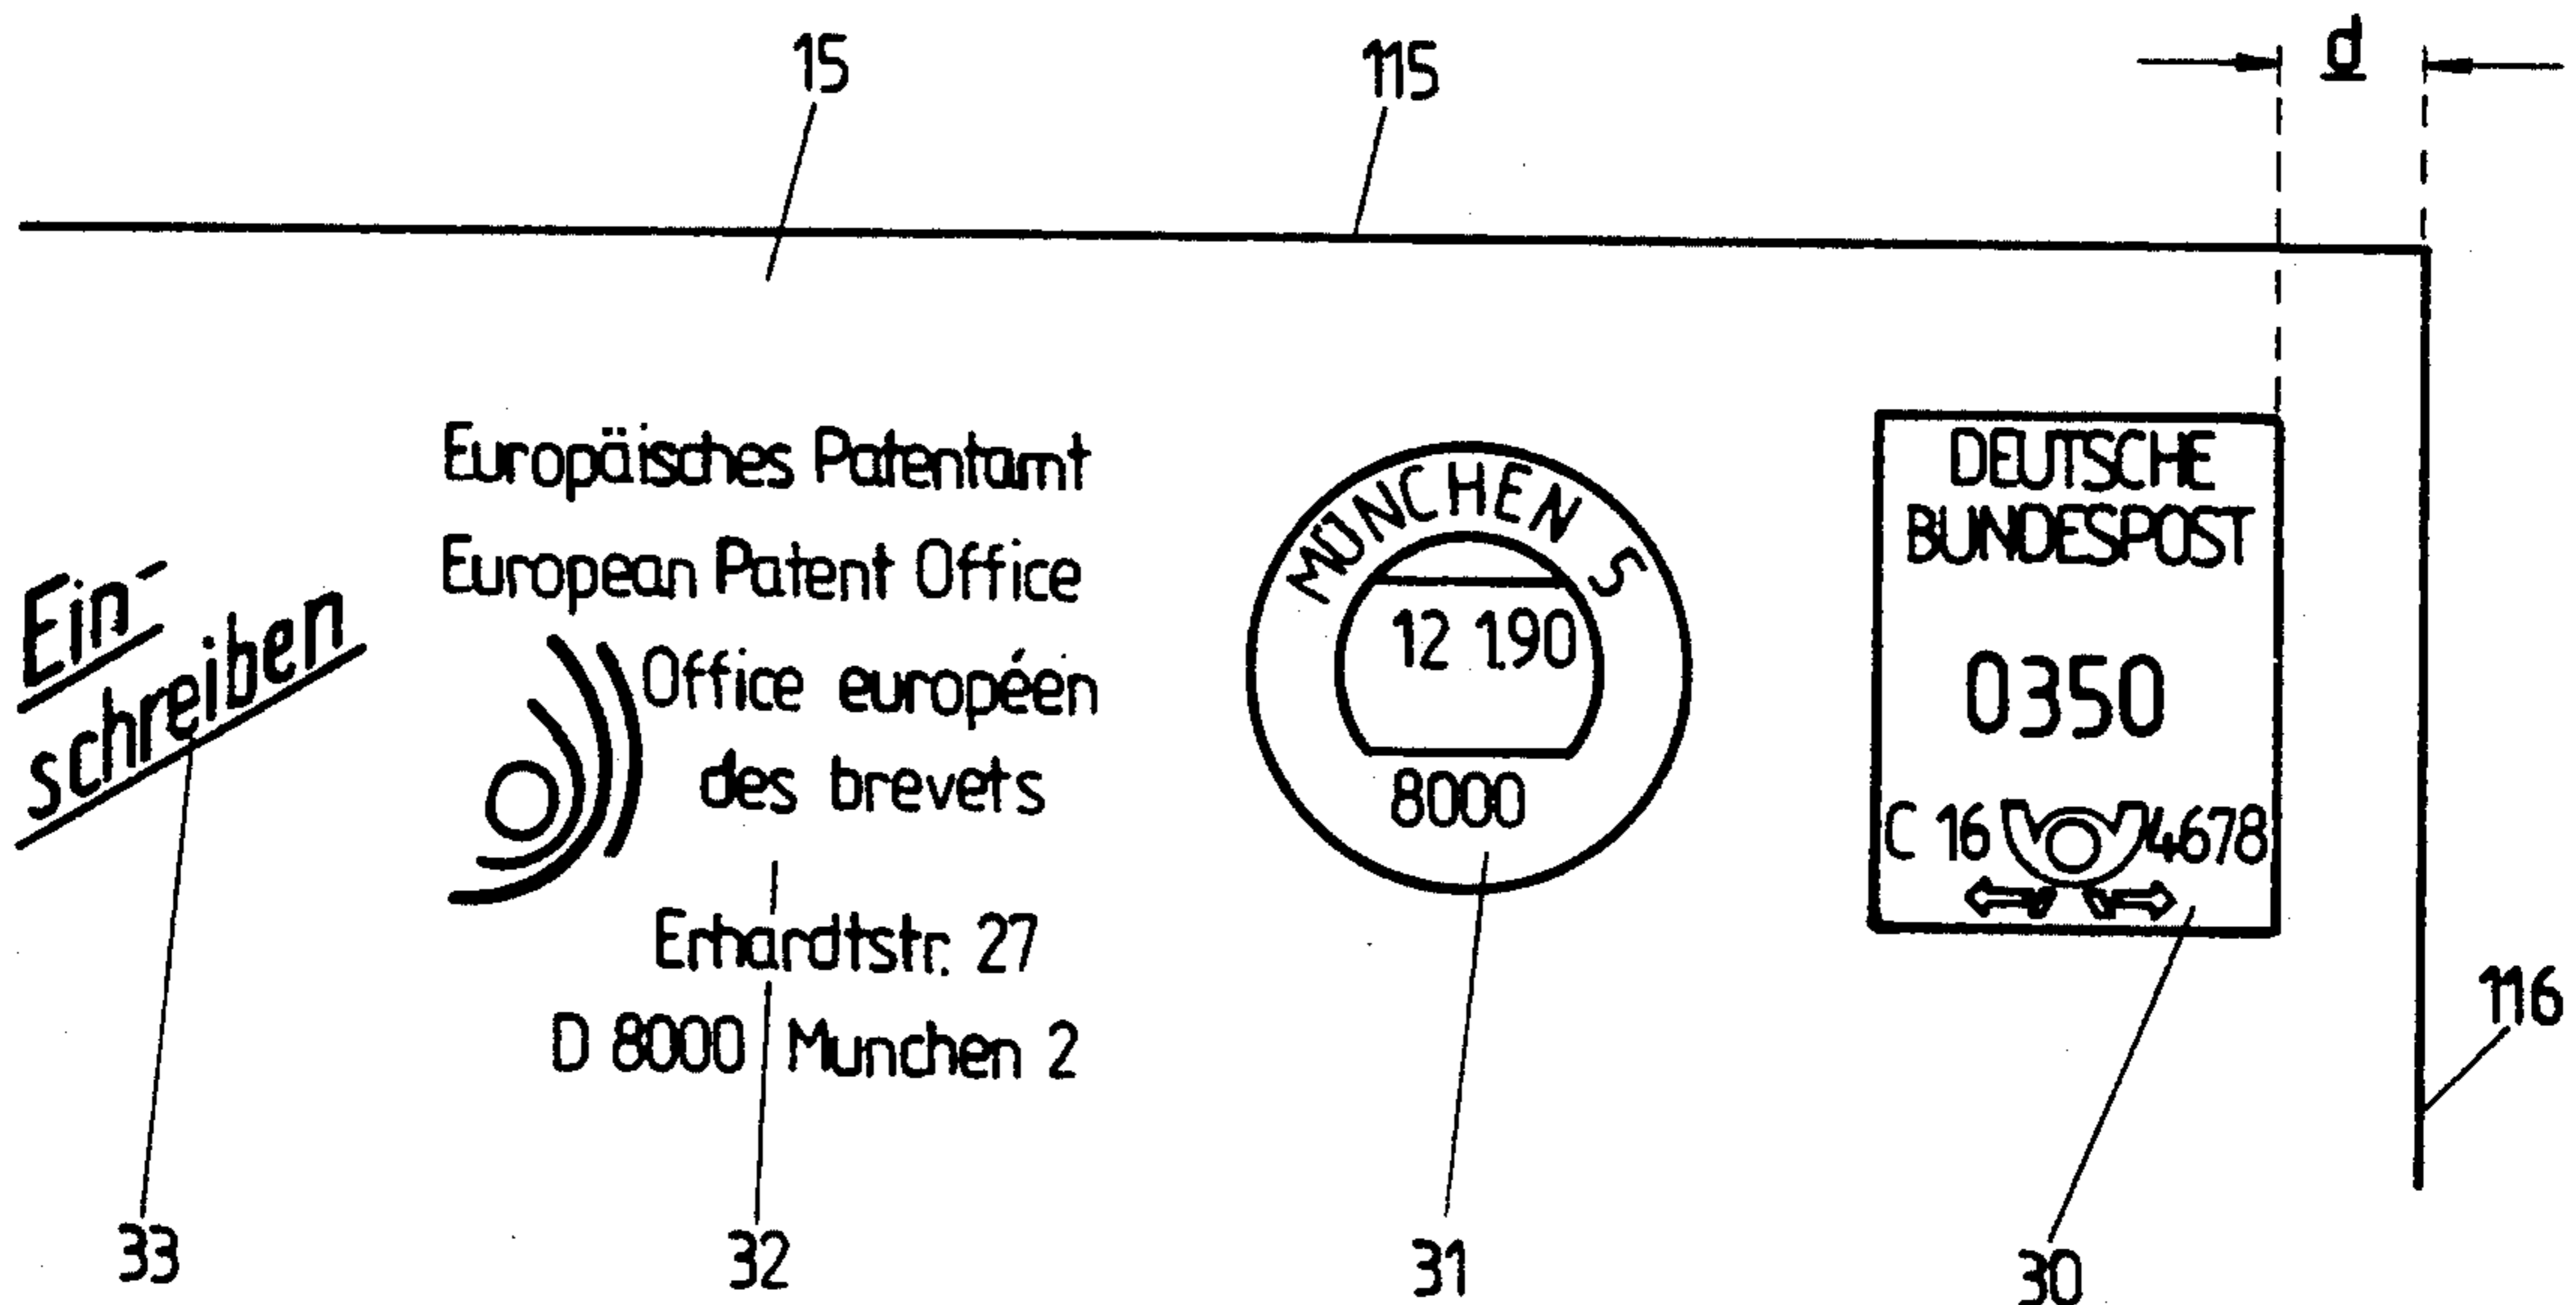 15
115
d
Ein-
schreiben
Europäisches Patentamt
European Patent Office
Office européen
des brevets
Erhardtstr. 27
D 8000 Munchen 2
MÜNCHEN 5
12 1.90
8000
DEUTSCHE
BUNDESPOST
0350
C 16 4678
116
33
32
31
30